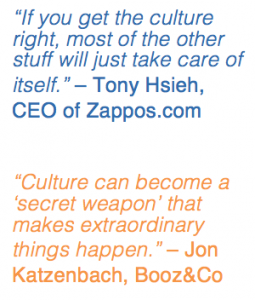 “If you get the culture
right, most of the other
stuff will just take care of
itself.” – Tony Hsieh,
CEO of Zappos.com
“Culture can become a
‘secret weapon’ that
makes extraordinary
things happen.” – Jon
Katzenbach, Booz&Co